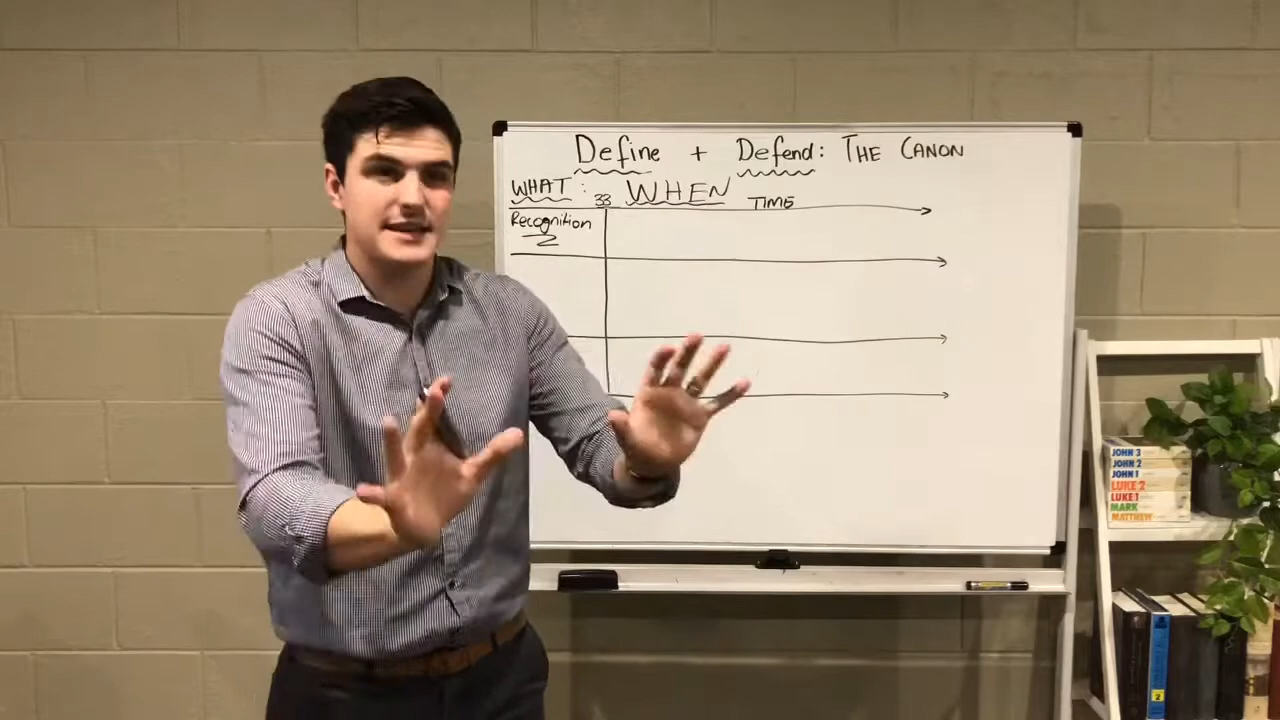 Define + Defend: THE CANON
WHAT: 33 WHEN TIME
Recognition
JOHN 3
JOHN 2
JOHN 1
LUKE 2
LUKE 1
MARK
MATTHEW
2